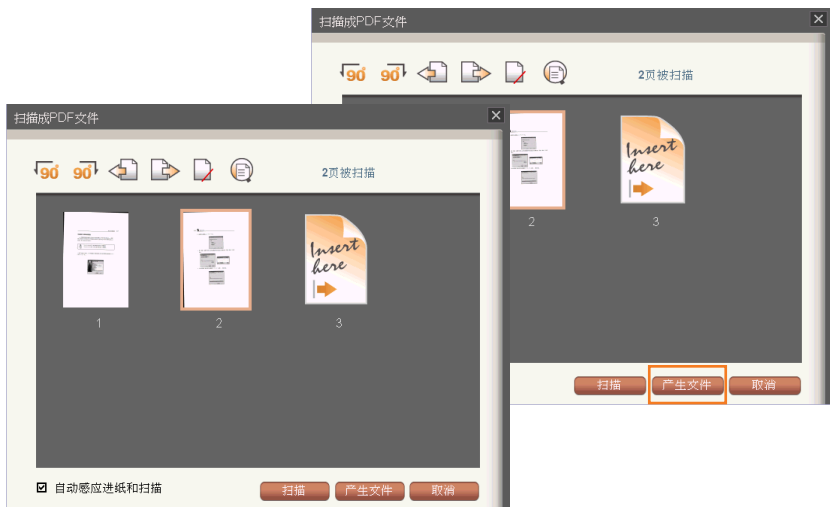 扫描成PDF文件
90° 90°
2页被扫描
Insert
here
2
3
扫描
产生文件
取消
扫描成PDF文件
90° 90°
2页被扫描
Insert
here
1
2
3
自动感应进纸和扫描
扫描
产生文件
取消